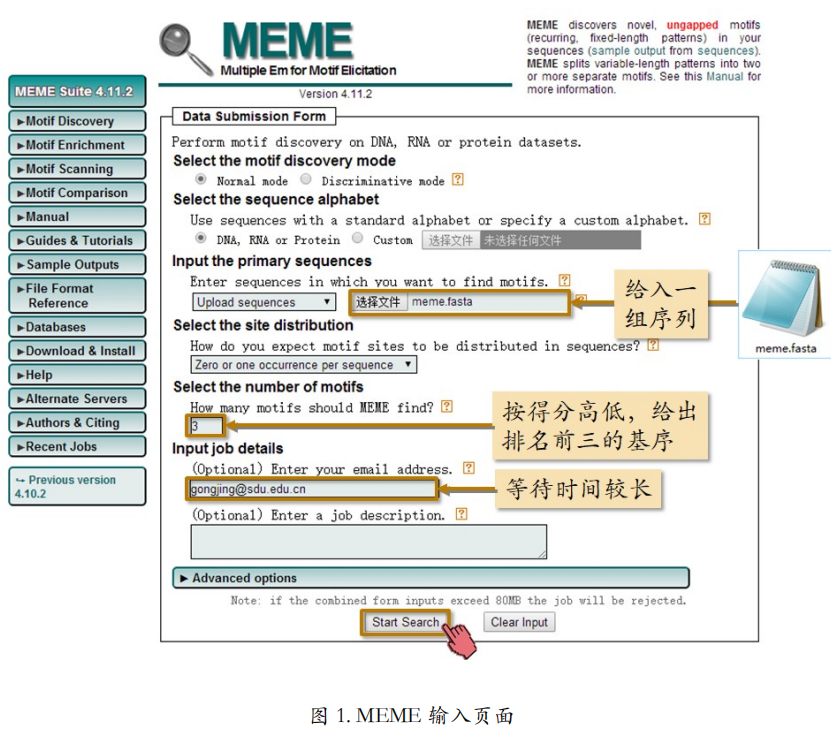 MEME
Multiple Em for Motif Elicitation
Version 4.11.2
MEME discovers novel, ungapped motifs
(recurring, fixed-length patterns) in your
sequences (sample output from sequences).
MEME splits variable-length patterns into two
or more separate motifs. See this Manual for
more information.
MEME Suite 4.11.2
►Motif Discovery
►Motif Enrichment
►Motif Scanning
►Motif Comparison
►Manual
►Guides & Tutorials
►Sample Outputs
►File Format
Reference
►Databases
►Download & Install
►Help
►Alternate Servers
►Authors & Citing
►Recent Jobs
↪ Previous version
4.10.2
Data Submission Form
Perform motif discovery on DNA, RNA or protein datasets.
Select the motif discovery mode
Normal mode Discriminative mode ?
Select the sequence alphabet
Use sequences with a standard alphabet or specify a custom alphabet. ?
DNA, RNA or Protein Custom 选择文件 未选择任何文件
Input the primary sequences
Enter sequences in which you want to find motifs. ?
Upload sequences ▼ 选择文件 meme.fasta ?
给入一
组序列
meme.fasta
Select the site distribution
How do you expect motif sites to be distributed in sequences? ?
Zero or one occurrence per sequence ▼
Select the number of motifs
How many motifs should MEME find? ?
3
按得分高低，给出
排名前三的基序
Input job details
(Optional) Enter your email address. ?
gongjing@sdu.edu.cn
等待时间较长
(Optional) Enter a job description. ?
► Advanced options
Note: if the combined form inputs exceed 80MB the job will be rejected.
Start Search Clear Input
图 1. MEME 输入页面